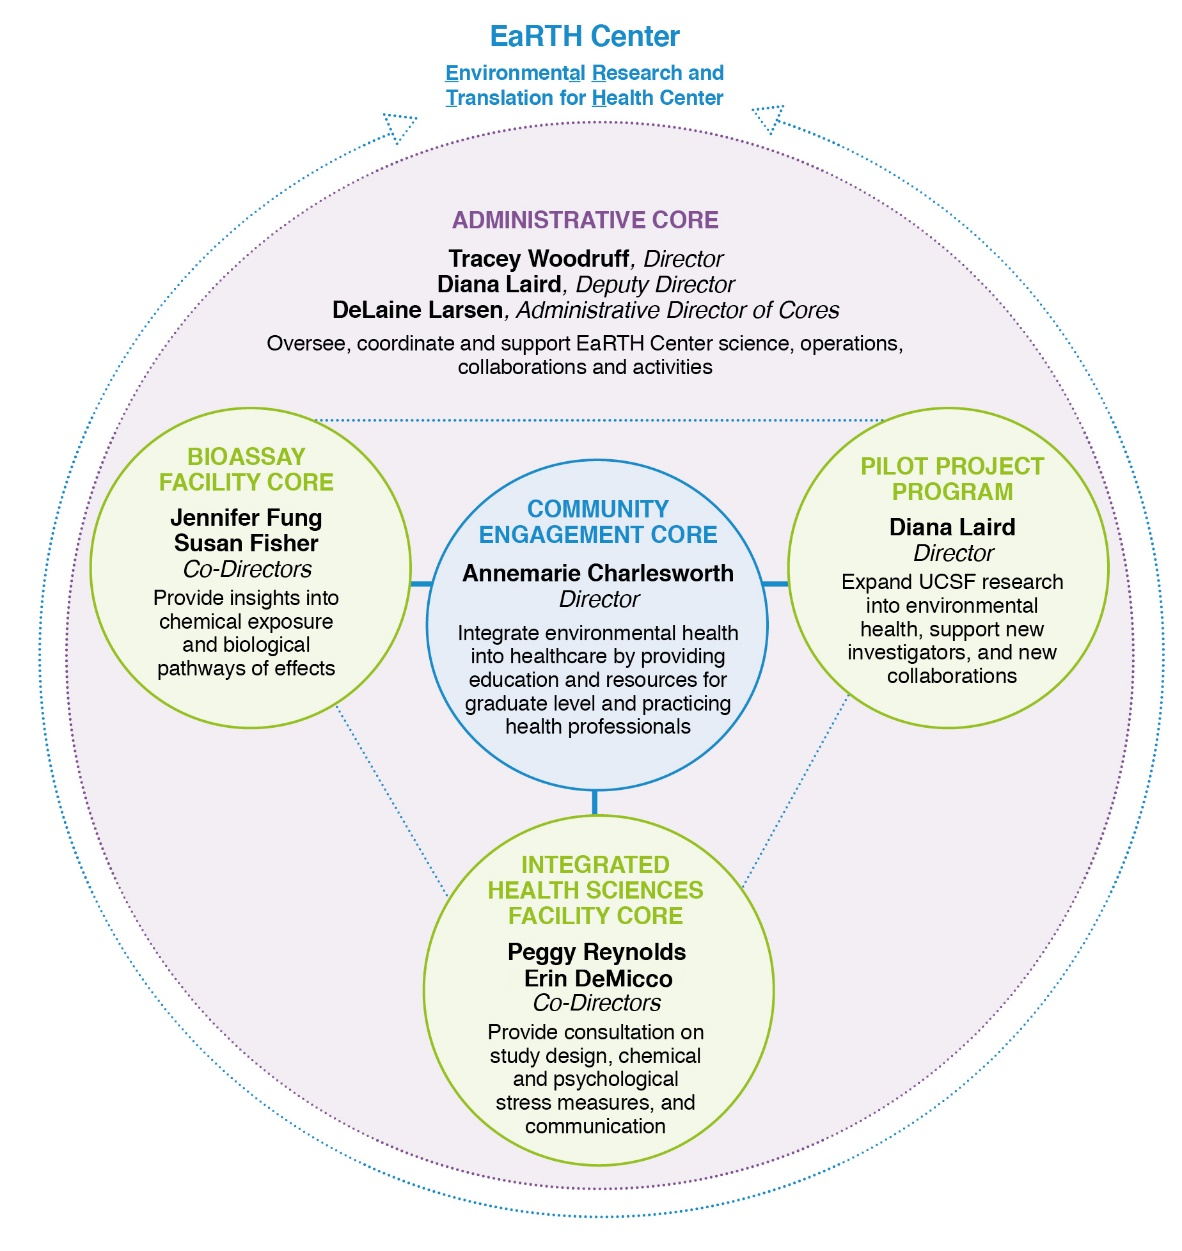 EaRTH Center
Environmental Research and
Translation for Health Center
ADMINISTRATIVE CORE
Tracey Woodruff, Director
Diana Laird, Deputy Director
DeLaine Larsen, Administrative Director of Cores
Oversee, coordinate and support EaRTH Center science, operations,
collaborations and activities
BIOASSAY
FACILITY CORE
Jennifer Fung
Susan Fisher
Co-Directors
Provide insights into
chemical exposure
and biological
pathways of effects
COMMUNITY
ENGAGEMENT CORE
Annemarie Charlesworth
Director
Integrate environmental health
into healthcare by providing
education and resources for
graduate level and practicing
health professionals
PILOT PROJECT
PROGRAM
Diana Laird
Director
Expand UCSF research
into environmental
health, support new
investigators, and new
collaborations
INTEGRATED
HEALTH SCIENCES
FACILITY CORE
Peggy Reynolds
Erin DeMicco
Co-Directors
Provide consultation on
study design, chemical
and psychological
stress measures, and
communication